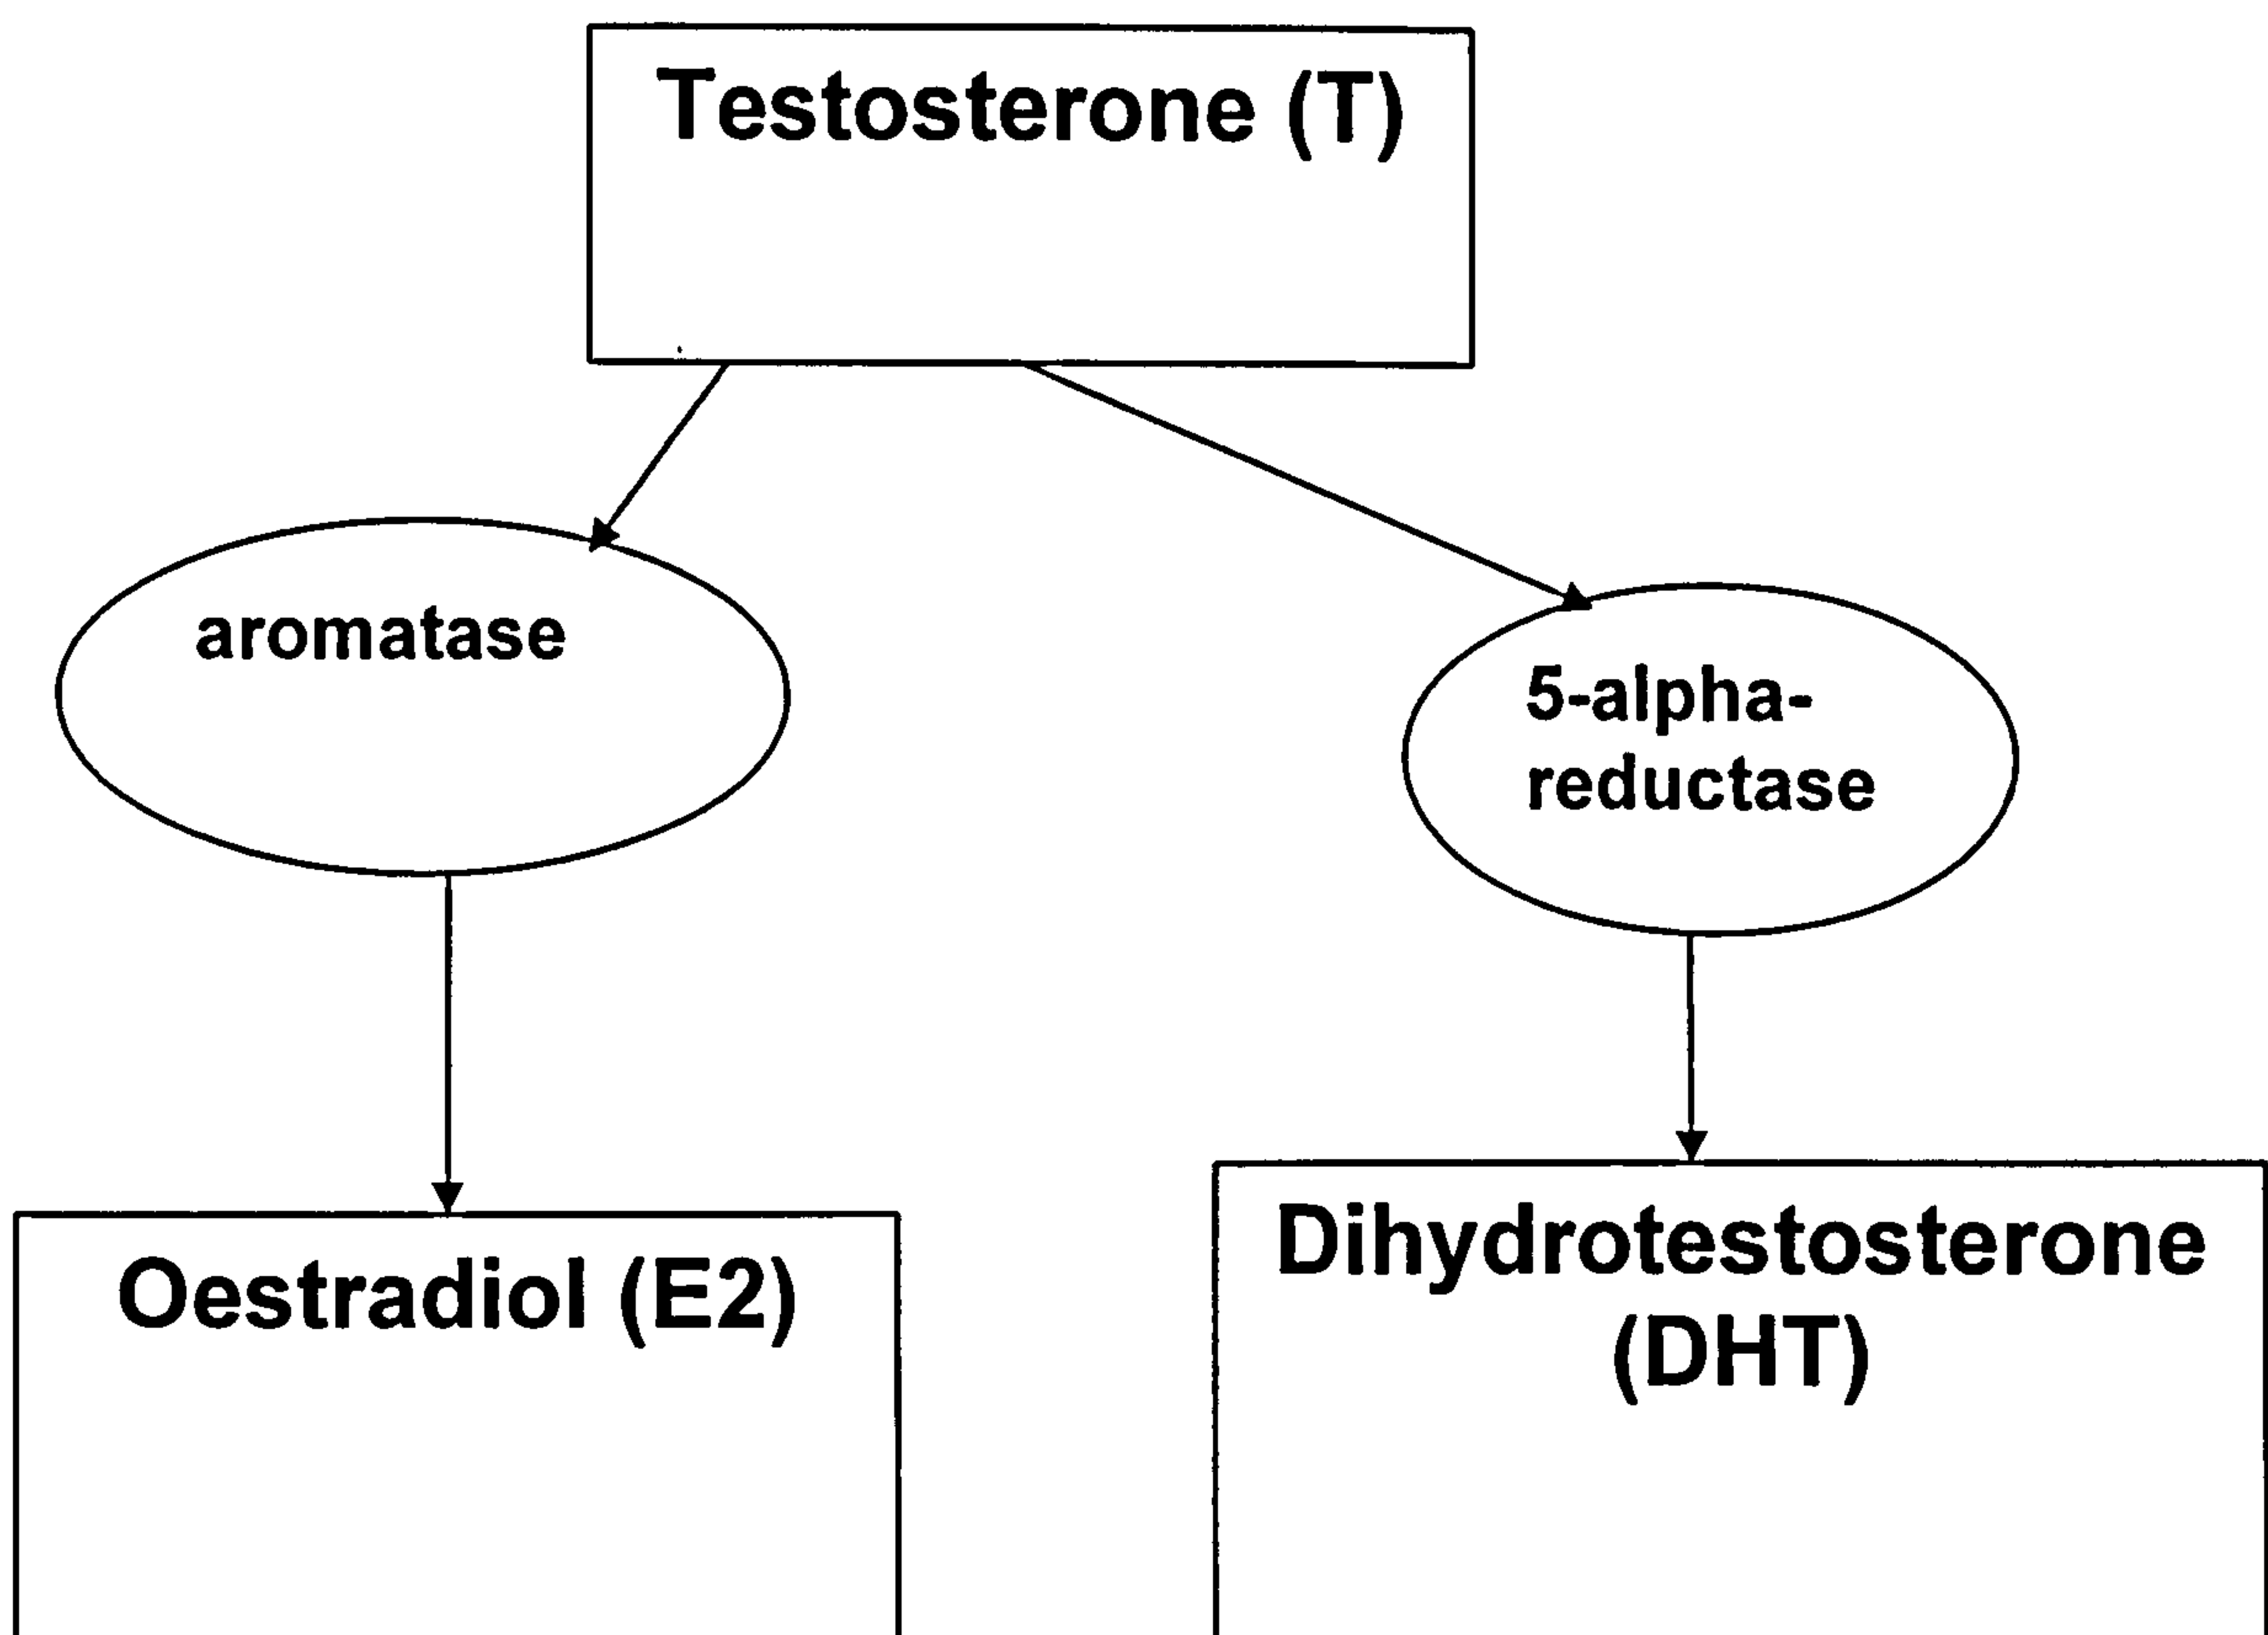 Testosterone (T)
aromatase
5-alpha-
reductase
Oestradiol (E2)
Dihydrotestosterone
(DHT)